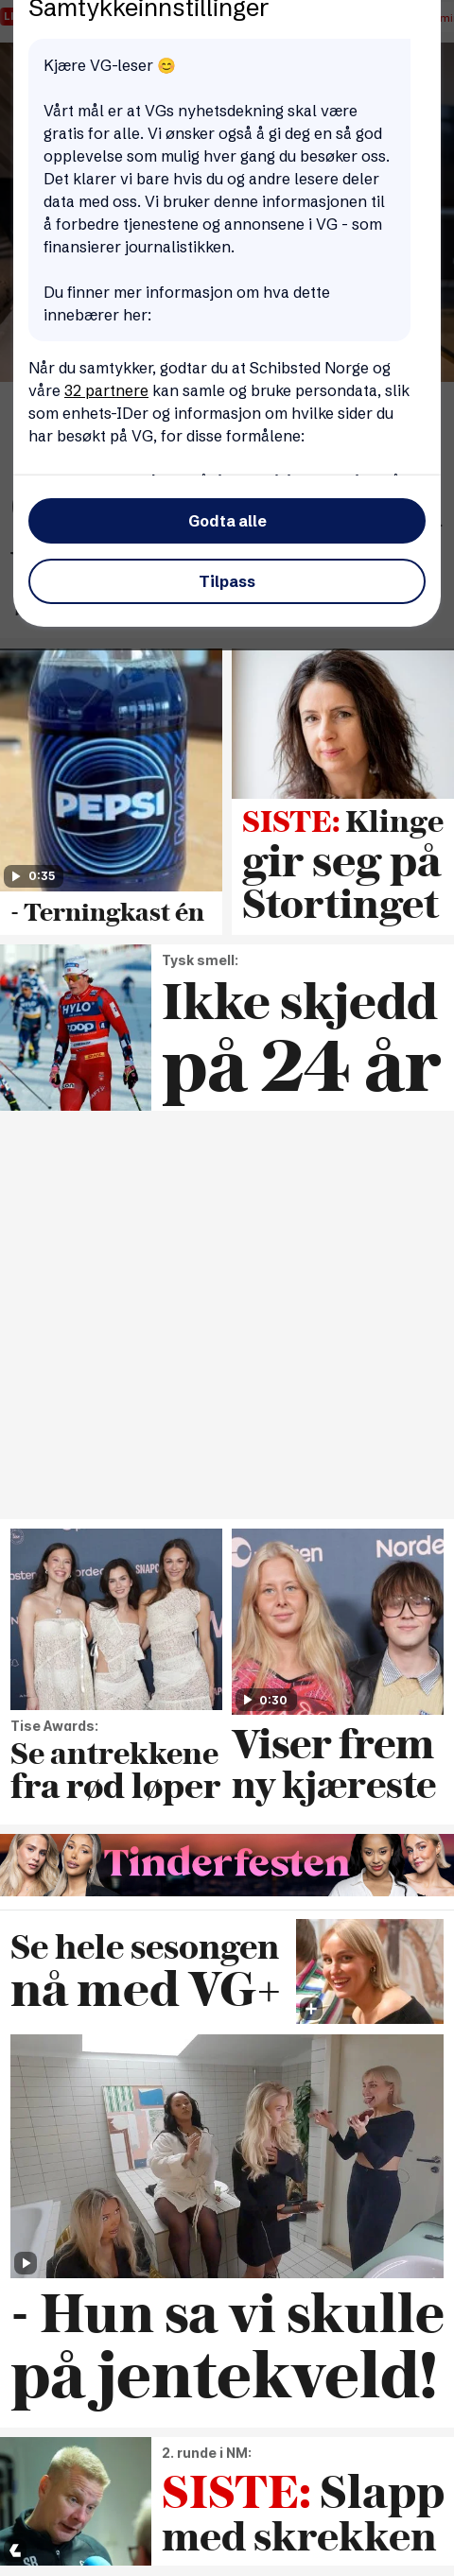 Samtykkeinnstillinger
Kjære VG-leser 😊
Vårt mål er at VGs nyhetsdekning skal være
gratis for alle. Vi ønsker også å gi deg en så god
opplevelse som mulig hver gang du besøker oss.
Det klarer vi bare hvis du og andre lesere deler
data med oss. Vi bruker denne informasjonen til
å forbedre tjenestene og annonsene i VG - som
finansierer journalistikken.
Du finner mer informasjon om hva dette
innebærer her:
Når du samtykker, godtar du at Schibsted Norge og
våre 32 partnere kan samle og bruke persondata, slik
som enhets-IDer og informasjon om hvilke sider du
har besøkt på VG, for disse formålene:
Godta alle
Tilpass
PEPSI
MAX
0:35
- Terningkast én
SISTE: Klinge
gir seg på
Stortinget
HYLO
coop
Tysk smell:
Ikke skjedd
på 24 år
Nordea
SNAPC
Tise Awards:
Se antrekkene
fra rød løper
Norde
0:30
Viser frem
ny kjæreste
Tinderfesten
Se hele sesongen
nå med VG+
- Hun sa vi skulle
på jentekveld!
2. runde i NM:
SISTE: Slapp
med skrekken